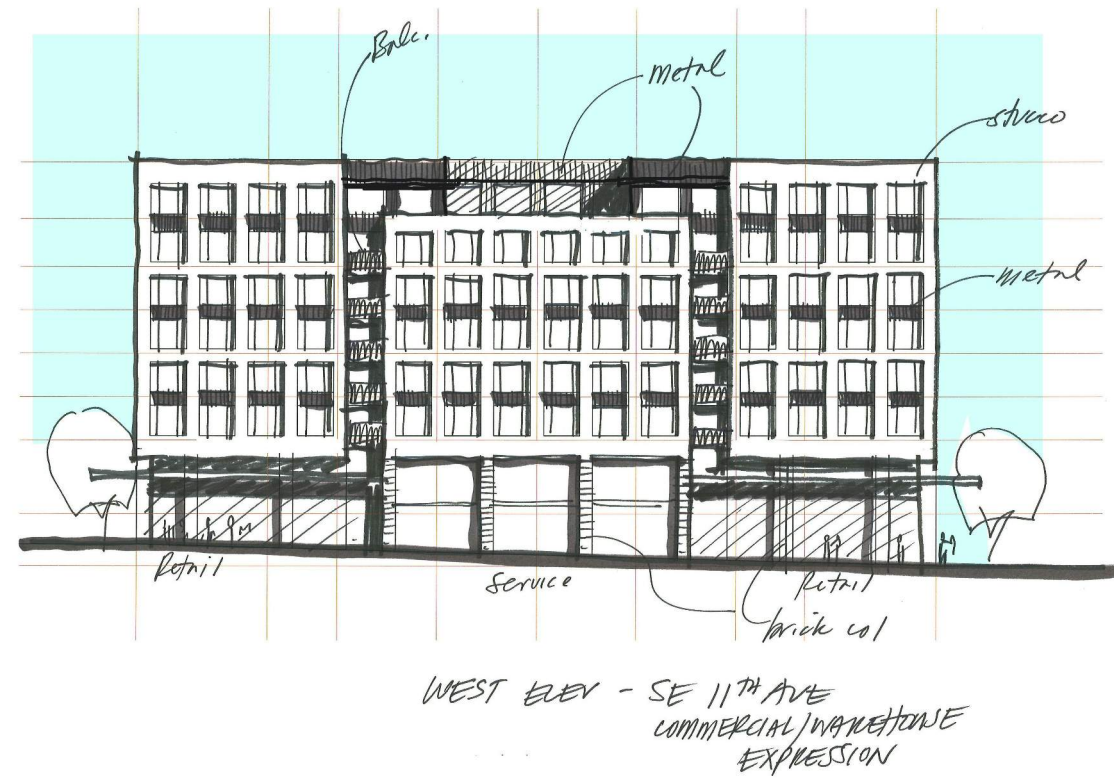 Balc.
metal
stucco
metal
Retail
Service
Retail
brick col
WEST ELEV - SE 11TH AVE
COMMERCIAL/WAREHOUSE
EXPRESSION